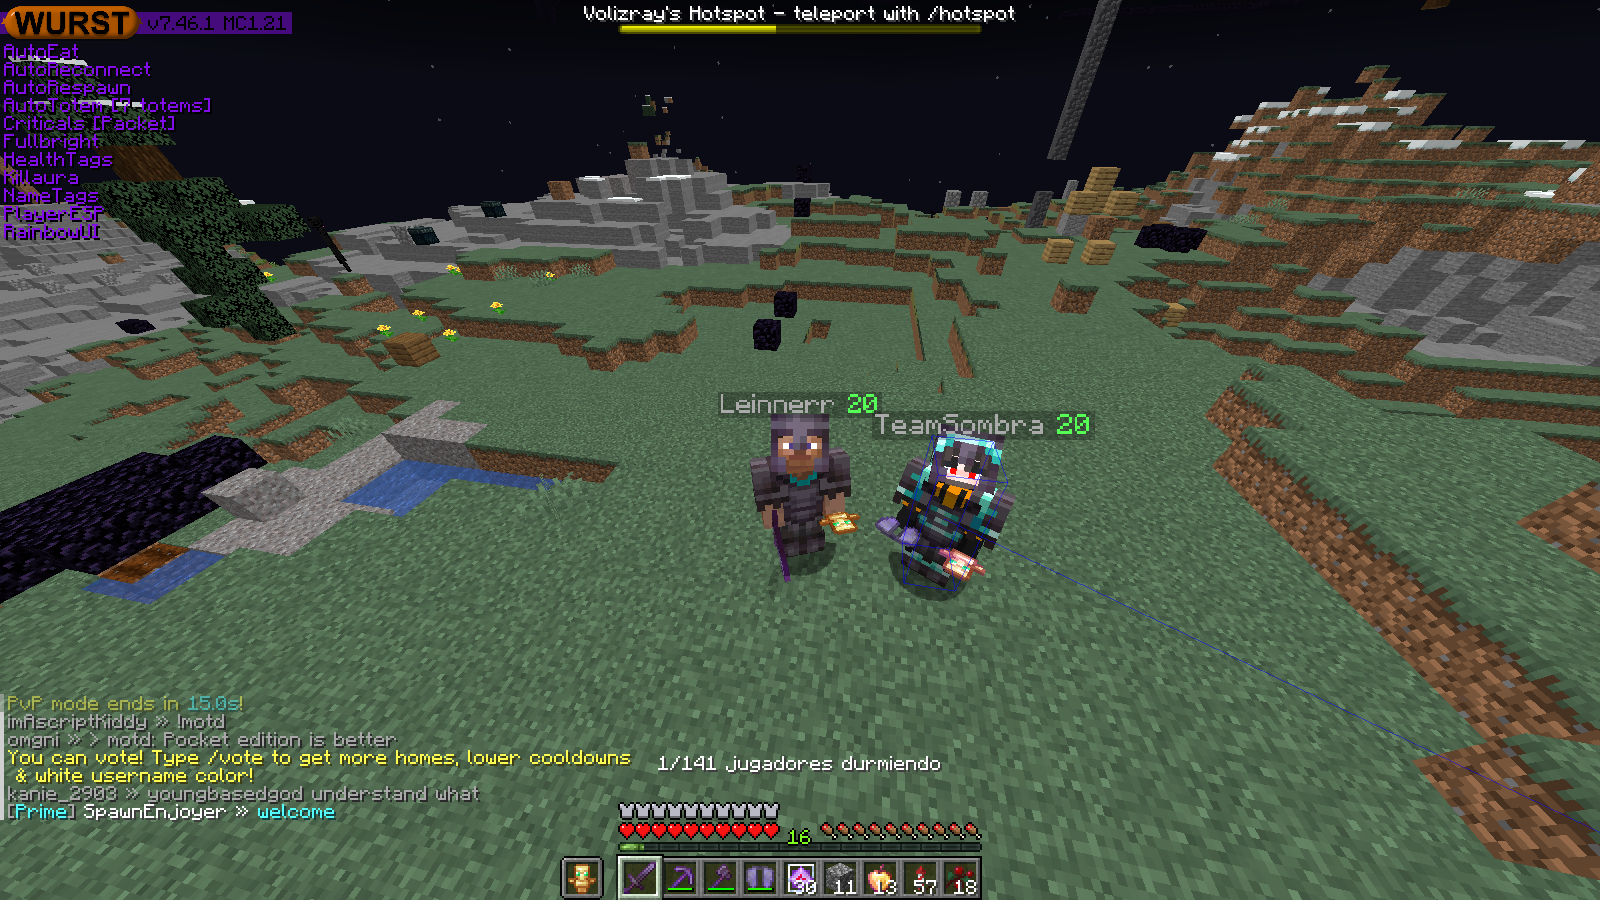 WURST v7.46.1 MC1.21
Volizray's Hotspot - teleport with /hotspot
AutoEat
AutoReconnect
AutoRespawn
AutoTotem [7 totems]
Criticals [Packet]
Fullbright
HealthTags
Killaura
NameTags
PlayerESP
RainbowUI
Leinnerr 20
TeamSombra 20
PvP mode ends in 15.0s!
imAscriptKiddy » !motd
omgni » > motd: Pocket edition is better
You can vote! Type /vote to get more homes, lower cooldowns
& white username color!
kanie_2903 » youngbasedgod understand what
[Prime] SpawnEnjoyer » welcome
1/141 jugadores durmiendo
16
30 11 13 57 18